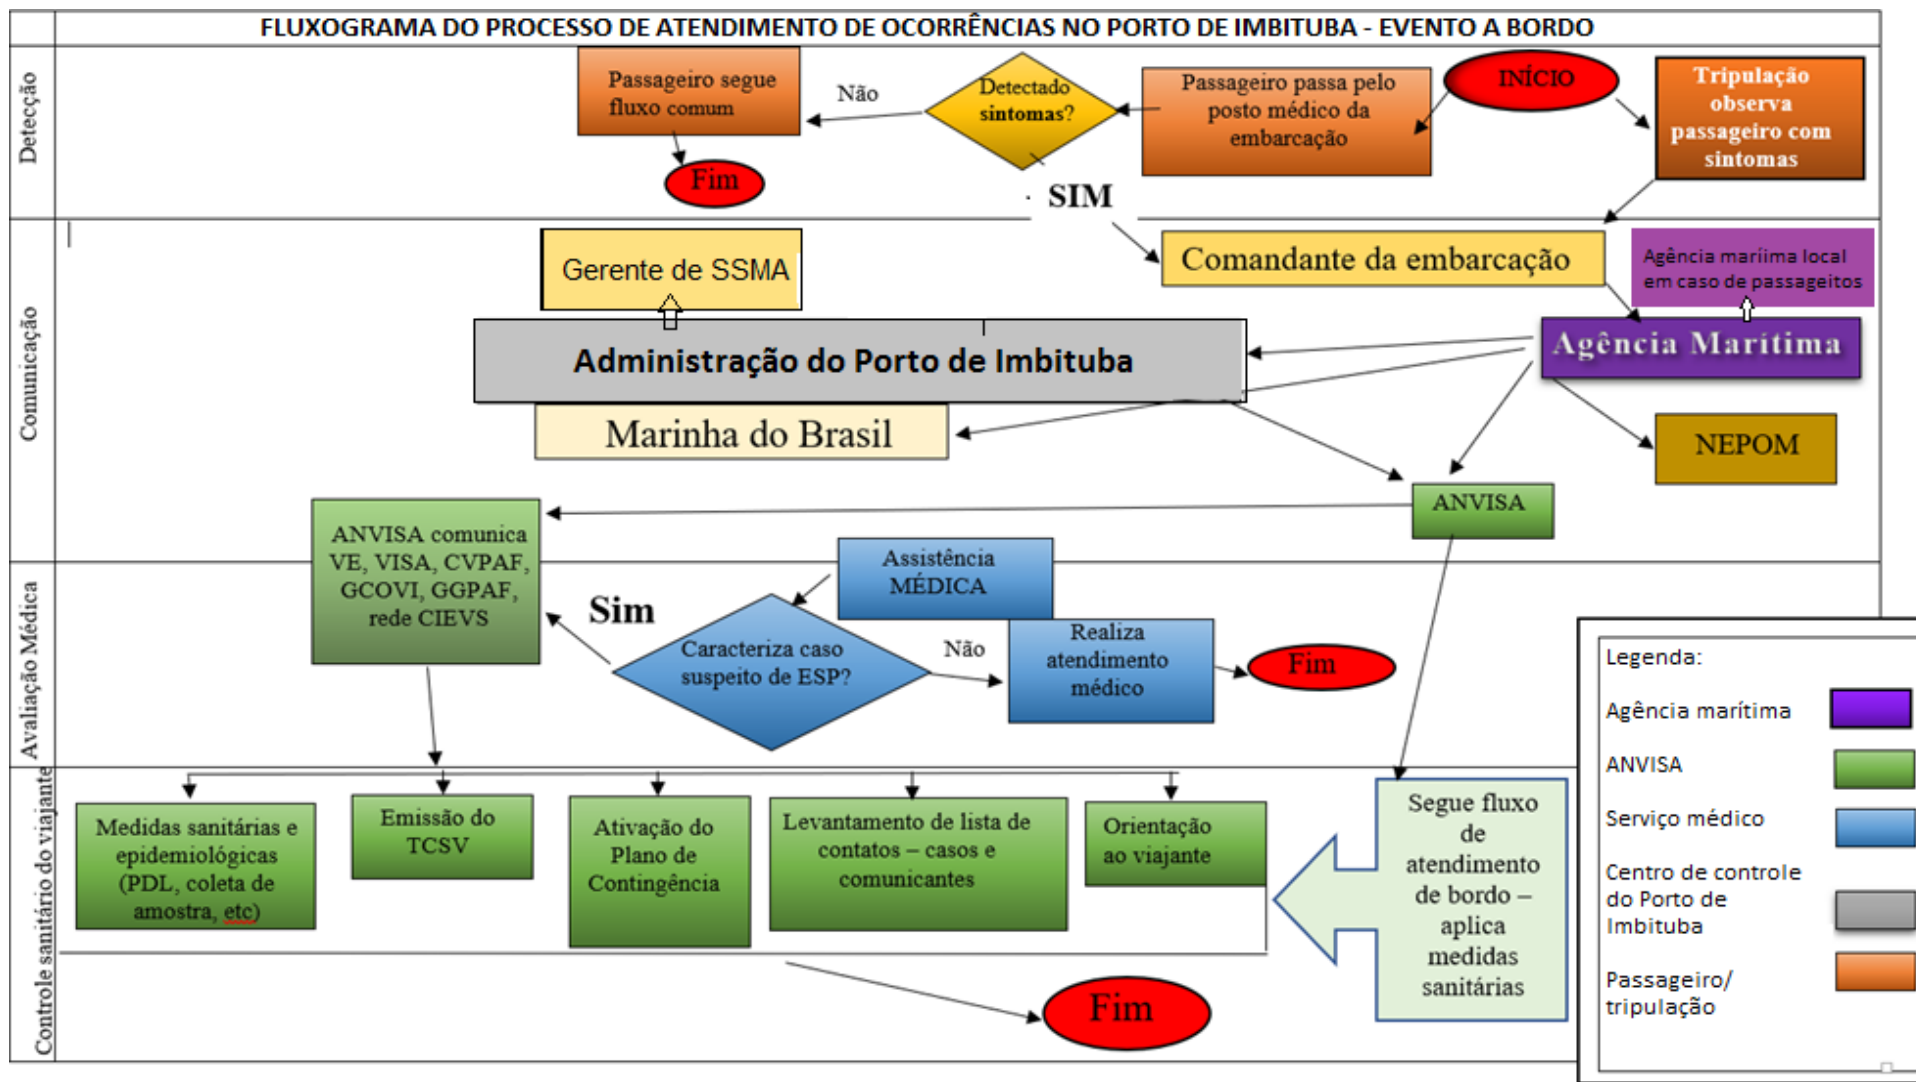 FLUXOGRAMA DO PROCESSO DE ATENDIMENTO DE OCORRÊNCIAS NO PORTO DE IMBITUBA - EVENTO A BORDO
Detecção
Passageiro segue
fluxo comum
Fim
Não
Detectado
sintomas?
SIM
Passageiro passa pelo
posto médico da
embarcação
INÍCIO
Tripulação
observa
passageiro com
sintomas
Comunicação
Gerente de SSMA
Comandante da embarcação
Agência maríima local
em caso de passageitos
Administração do Porto de Imbituba
Agência Marítima
Marinha do Brasil
NEPOM
ANVISA
ANVISA comunica
VE, VISA, CVPAF,
GCOVI, GGPAF,
rede CIEVS
Avaliação Médica
Assistência
MÉDICA
Sim
Caracteriza caso
suspeito de ESP?
Não
Realiza
atendimento
médico
Fim
Controle sanitário do viajante
Medidas sanitárias e
epidemiológicas
(PDL, coleta de
amostra, etc)
Emissão do
TCSV
Ativação do
Plano de
Contingência
Levantamento de lista de
contatos – casos e
comunicantes
Orientação
ao viajante
Segue fluxo
de
atendimento
de bordo –
aplica
medidas
sanitárias
Fim
Legenda:
Agência marítima
ANVISA
Serviço médico
Centro de controle
do Porto de
Imbituba
Passageiro/
tripulação